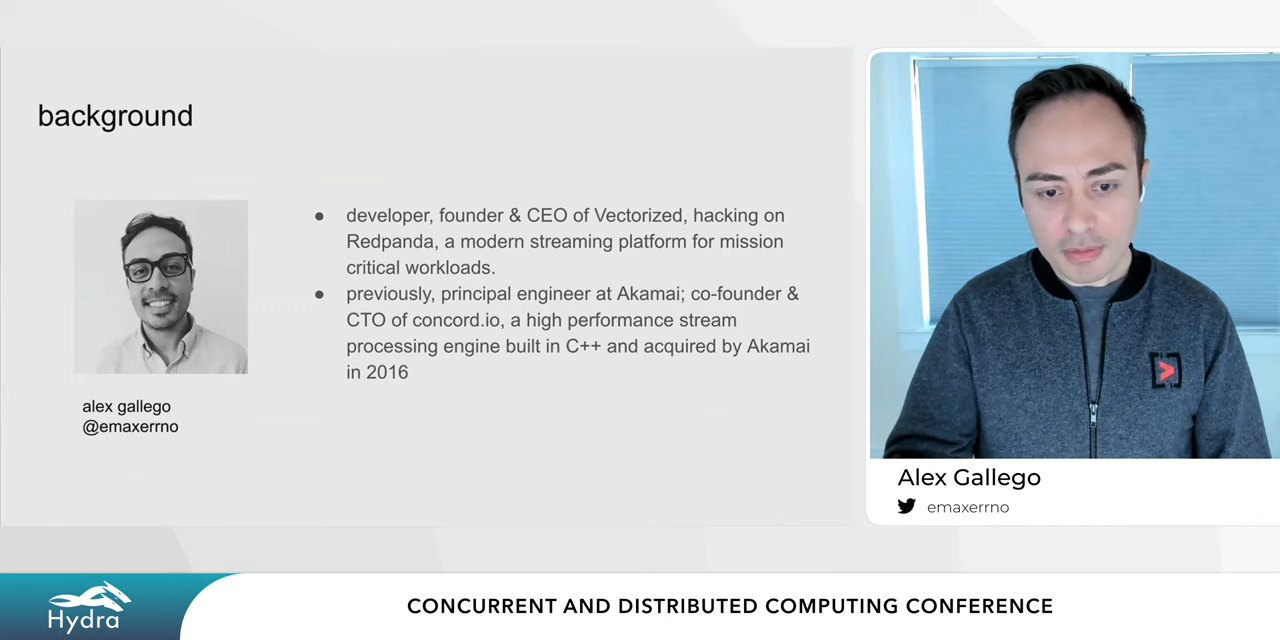 background
developer, founder & CEO of Vectorized, hacking on
Redpanda, a modern streaming platform for mission
critical workloads.
previously, principal engineer at Akamai; co-founder &
CTO of concord.io, a high performance stream
processing engine built in C++ and acquired by Akamai
in 2016
alex gallego
@emaxerrno
Alex Gallego
emaxerrno
Hydra
CONCURRENT AND DISTRIBUTED COMPUTING CONFERENCE